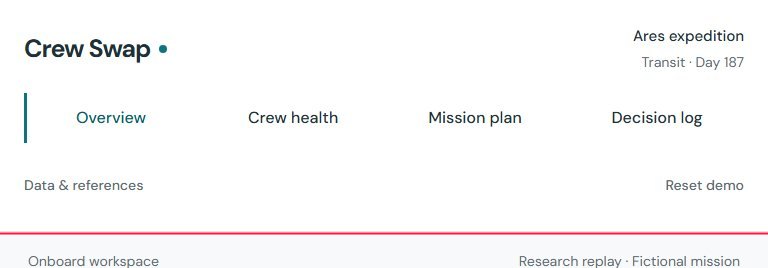 Crew Swap
Ares expedition
Transit · Day 187
Overview Crew health Mission plan Decision log
Data & references Reset demo
Onboard workspace Research replay · Fictional mission